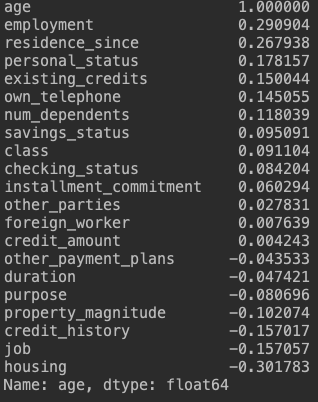 age 1.000000
employment 0.290904
residence_since 0.267938
personal_status 0.178157
existing_credits 0.150044
own_telephone 0.145055
num_dependents 0.118039
savings_status 0.095091
class 0.091104
checking_status 0.084204
installment_commitment 0.060294
other_parties 0.027831
foreign_worker 0.007639
credit_amount 0.004243
other_payment_plans -0.043533
duration -0.047421
purpose -0.080696
property_magnitude -0.102074
credit_history -0.157017
job -0.157057
housing -0.301783
Name: age, dtype: float64